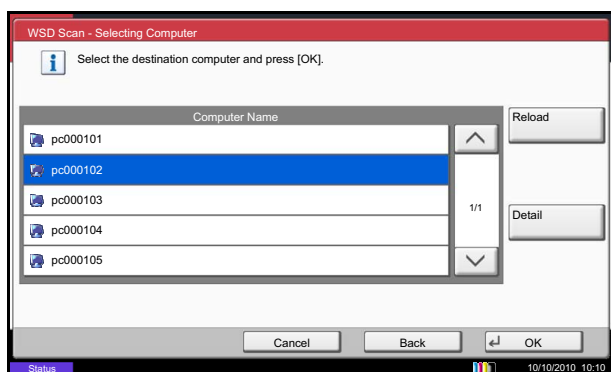 WSD Scan - Selecting Computer
Select the destination computer and press [OK].
Computer Name
Reload
pc000101
pc000102
pc000103
1/1
Detail
pc000104
pc000105
Cancel
Back
OK
Status
10/10/2010 10:10